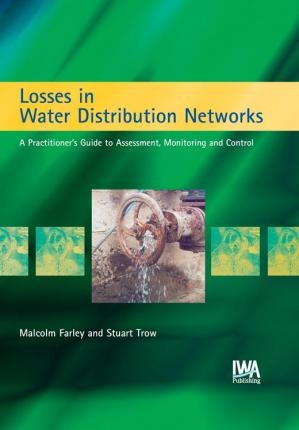 Losses in
Water Distribution Networks
A Practitioner's Guide to Assessment, Monitoring and Control
Malcolm Farley and Stuart Trow
IWA
Publishing